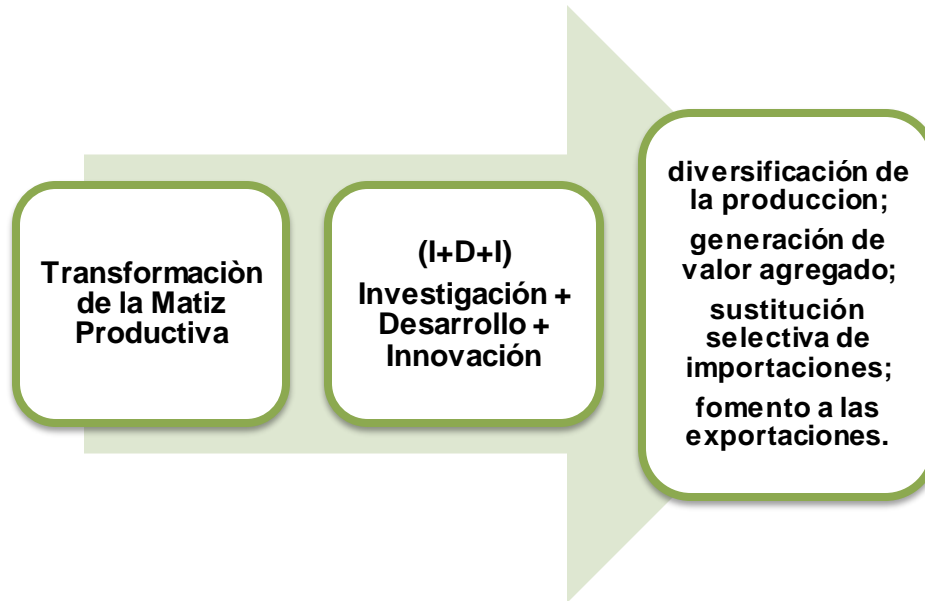 Transformaciòn
de la Matiz
Productiva
(I+D+I)
Investigación +
Desarrollo +
Innovación
diversificación de
la produccion;
generación de
valor agregado;
sustitución
selectiva de
importaciones;
fomento a las
exportaciones.